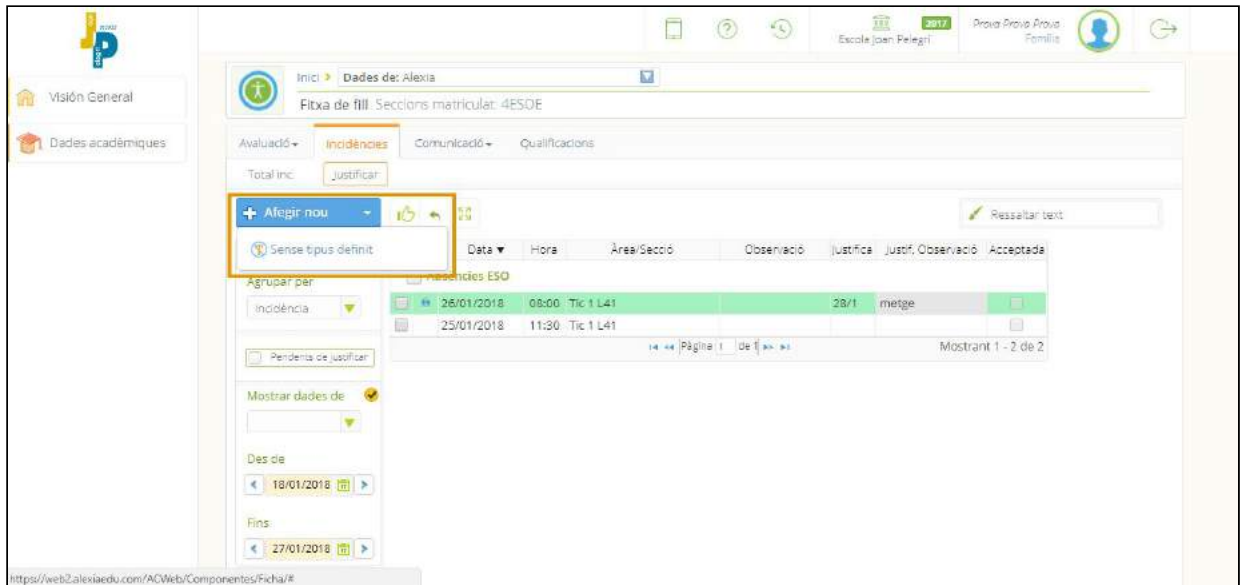 2017
Prova Prova Prova
Escola Joan Pelegrí
Família
Inici
Dades de: Alexia
Fitxa de fill Seccions matriculat: 4ESOE
Visión General
Dades acadèmiques
Avaluació
Incidències
Comunicació
Qualificacions
Total inc.
Justificar
Afegir nou
Ressaltar text
Sense tipus definit
Data ▼ Hora Àrea/Secció Observació Justifica Justif. Observació Acceptada
Absències ESO
Agrupar per
incidència
26/01/2018 08:00 Tic 1 L41 28/1 metge
25/01/2018 11:30 Tic 1 L41
Pàgina 1 de 1
Mostrant 1 - 2 de 2
Pendents de justificar
Mostrar dades de
Des de
18/01/2018
Fins
27/01/2018
https://web2.alexiaedu.com/ACWeb/Componentes/Ficha/#